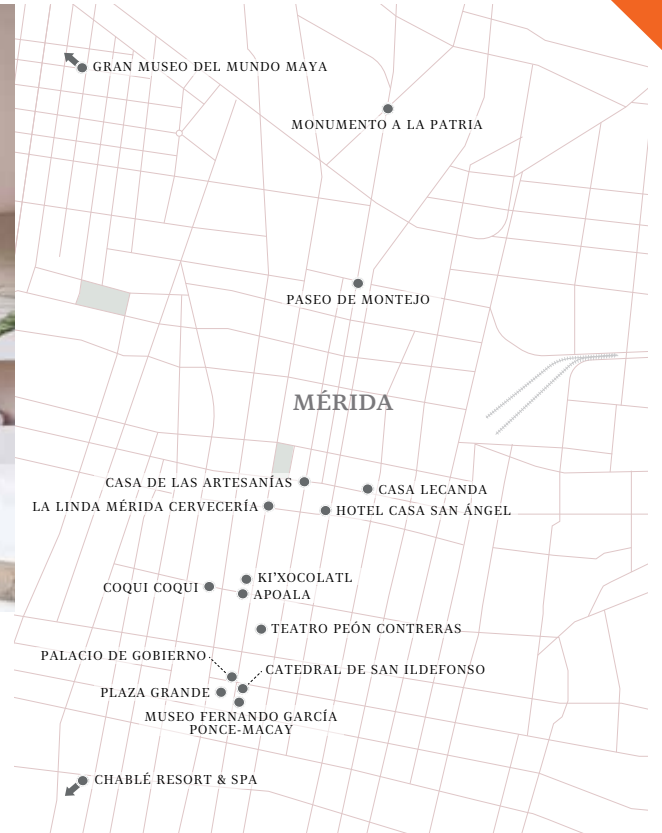 GRAN MUSEO DEL MUNDO MAYA
MONUMENTO A LA PATRIA
PASEO DE MONTEJO
MÉRIDA
CASA DE LAS ARTESANÍAS
CASA LECANDA
LA LINDA MÉRIDA CERVECERÍA
HOTEL CASA SAN ÁNGEL
KI'XOCOLATL
COQUI COQUI
APOALA
TEATRO PEÓN CONTRERAS
PALACIO DE GOBIERNO
CATEDRAL DE SAN ILDEFONSO
PLAZA GRANDE
MUSEO FERNANDO GARCÍA
PONCE-MACAY
CHABLÉ RESORT & SPA